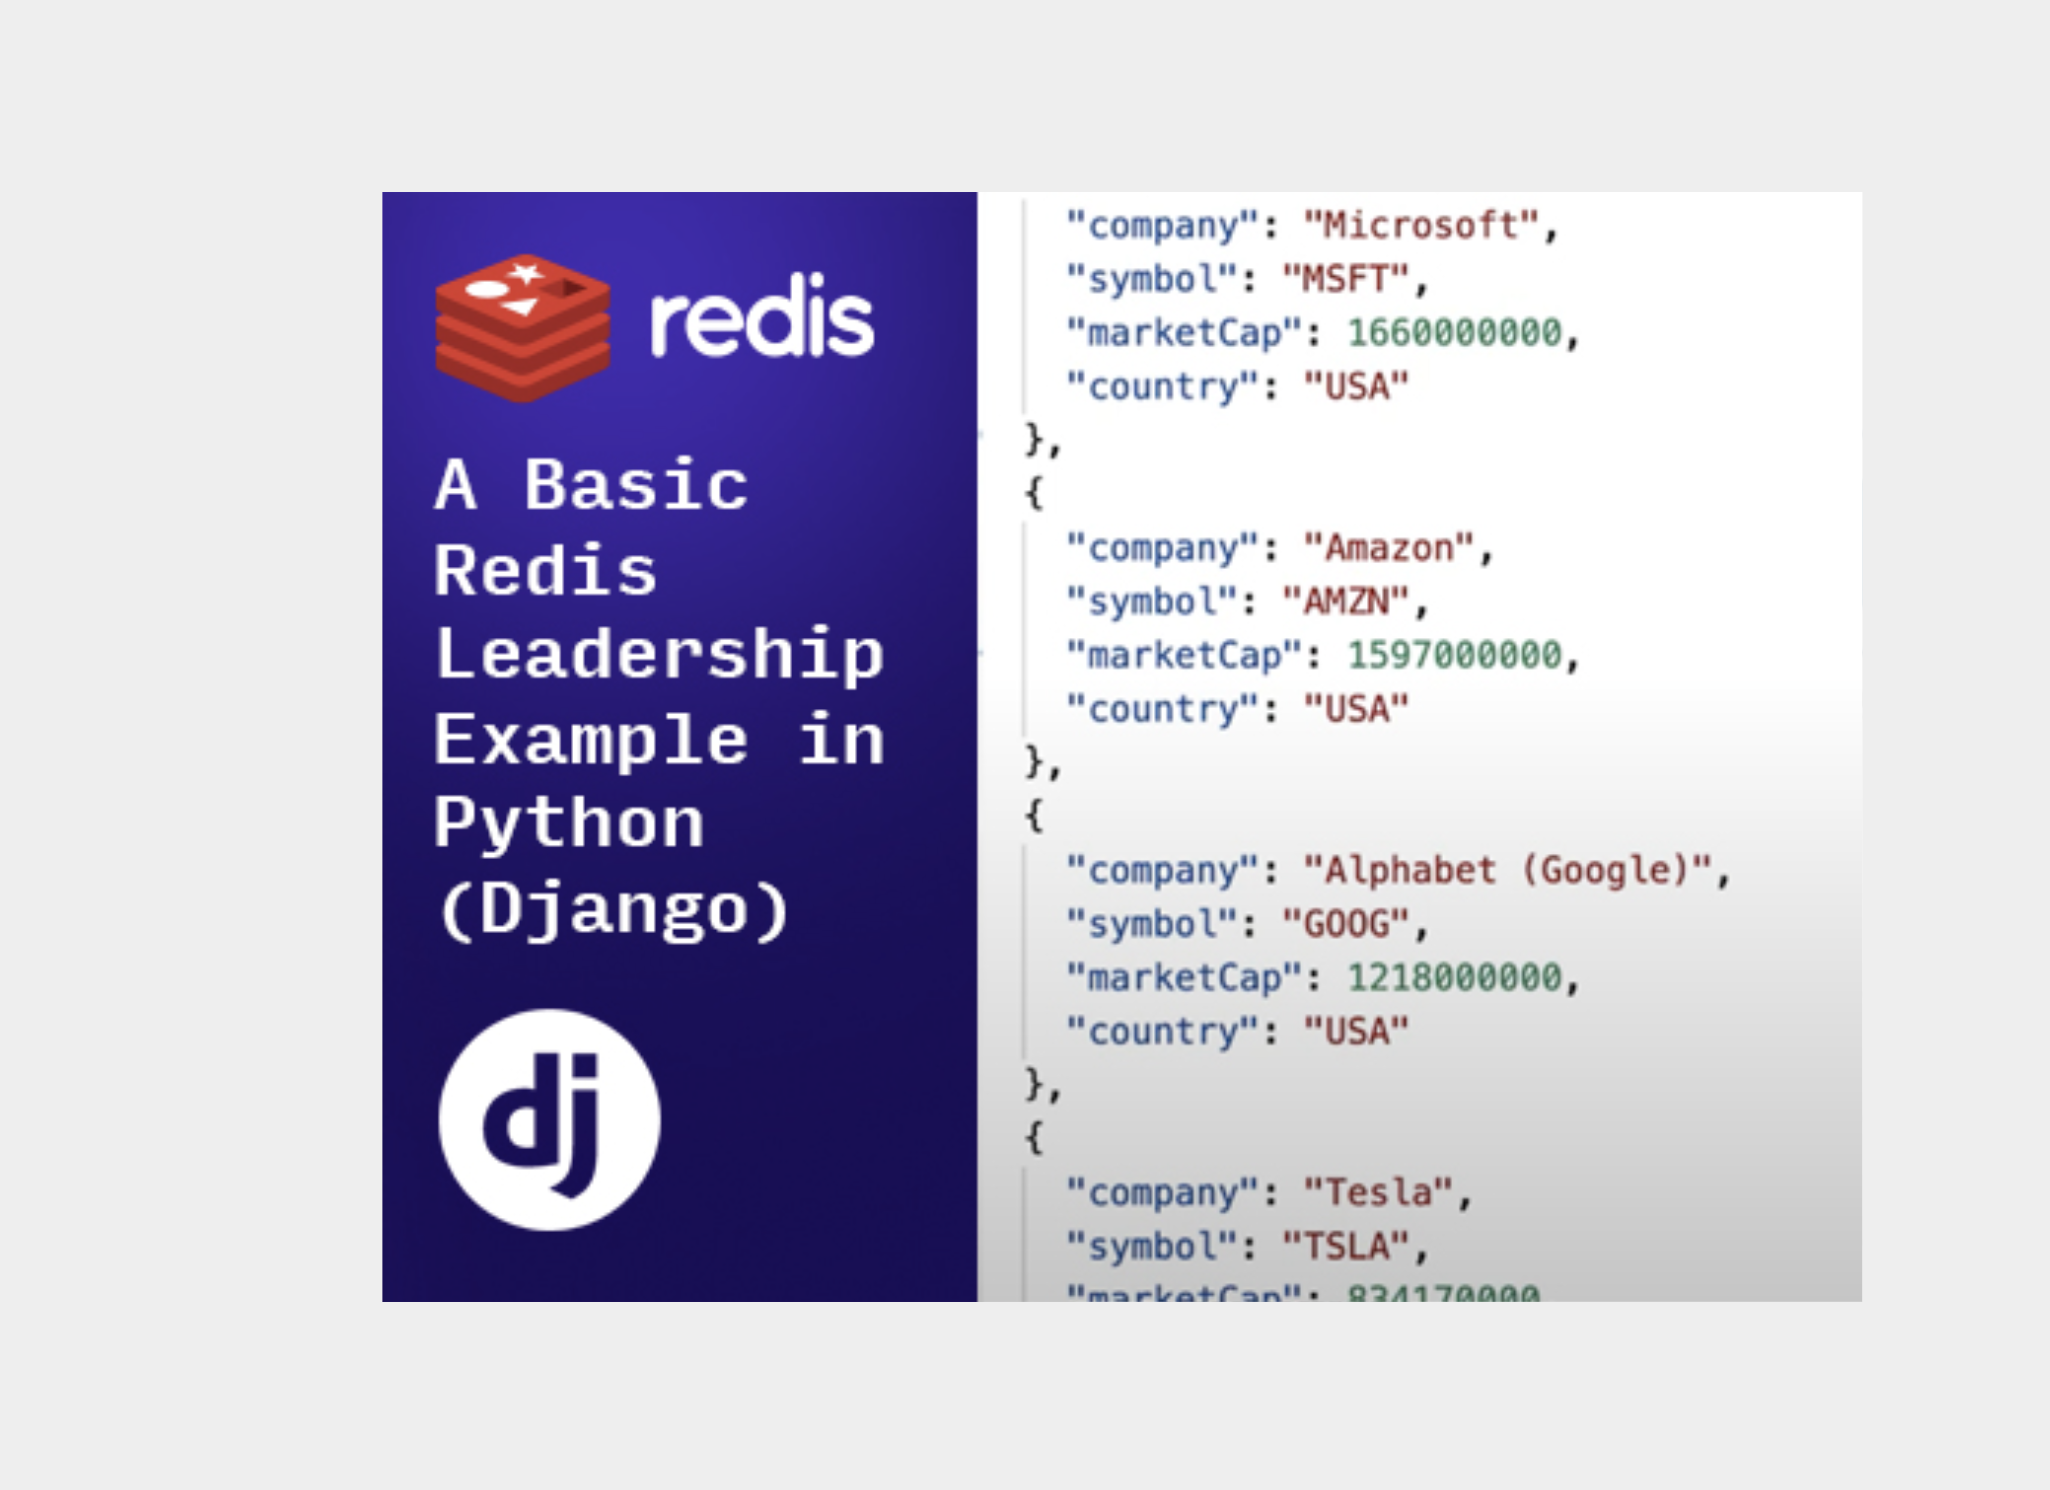 redis
A Basic
Redis
Leadership
Example in
Python
(Django)
dj
"company": "Microsoft",
"symbol": "MSFT",
"marketCap": 1660000000,
"country": "USA"
},
{
"company": "Amazon",
"symbol": "AMZN",
"marketCap": 1597000000,
"country": "USA"
},
{
"company": "Alphabet (Google)",
"symbol": "GOOG",
"marketCap": 1218000000,
"country": "USA"
},
{
"company": "Tesla",
"symbol": "TSLA",
"marketCap": 834170000